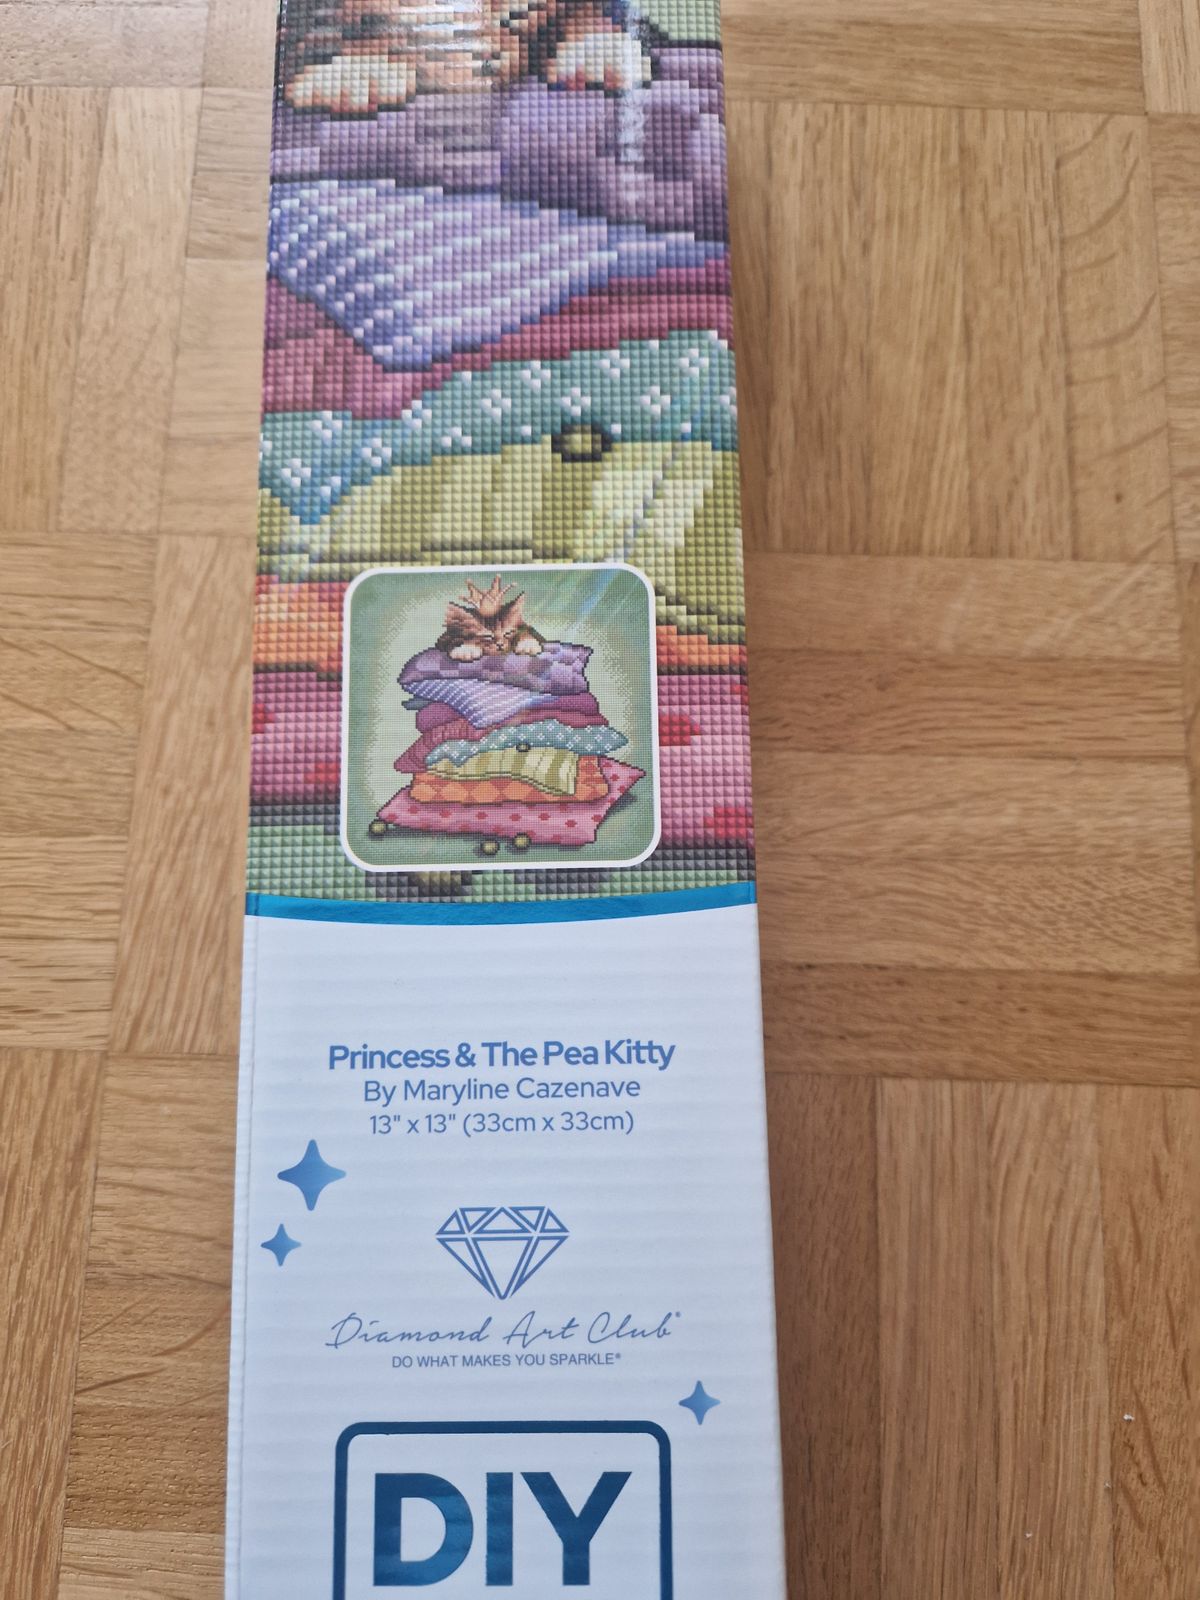 Princess & The Pea Kitty
By Maryline Cazenave
13" x 13" (33cm x 33cm)
Diamond Art Club®
DO WHAT MAKES YOU SPARKLE®
DIY